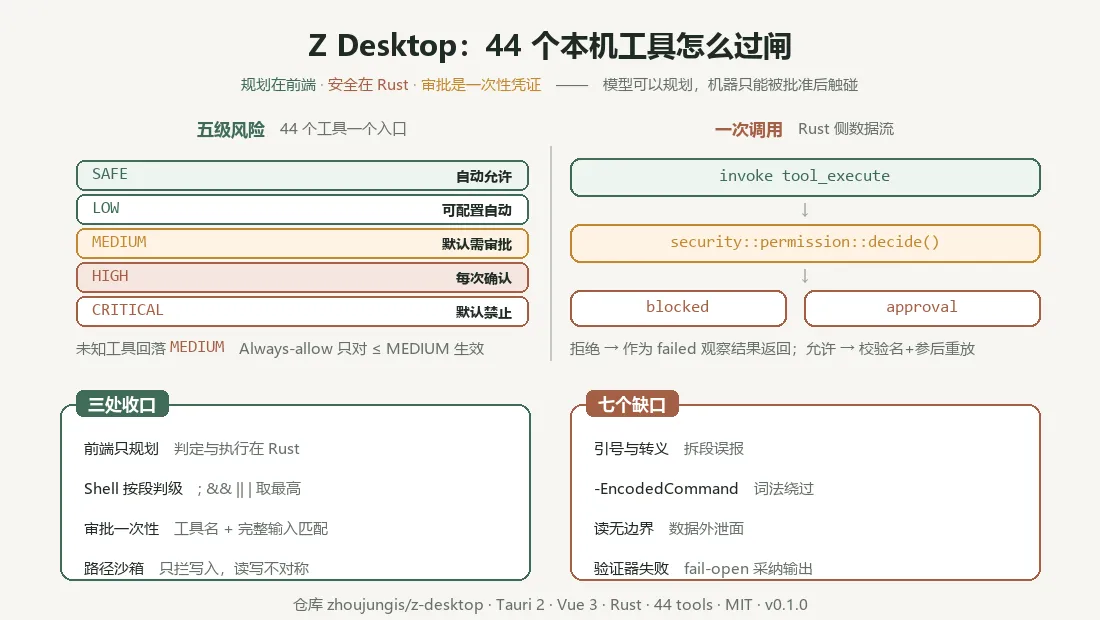 Z Desktop：44 个本机工具怎么过闸
规划在前端 · 安全在 Rust · 审批是一次性凭证 —— 模型可以规划，机器只能被批准后触碰
五级风险 44 个工具一个入口
SAFE 自动允许
LOW 可配置自动
MEDIUM 默认需审批
HIGH 每次确认
CRITICAL 默认禁止
未知工具回落 MEDIUM Always-allow 只对 ≤ MEDIUM 生效
一次调用 Rust 侧数据流
invoke tool_execute
↓
security::permission::decide()
↓
blocked approval
拒绝 → 作为 failed 观察结果返回；允许 → 校验名+参后重放
三处收口
前端只规划 判定与执行在 Rust
Shell 按段判级 ; && || | 取最高
审批一次性 工具名 + 完整输入匹配
路径沙箱 只拦写入，读写不对称
七个缺口
引号与转义 拆段误报
-EncodedCommand 词法绕过
读无边界 数据外泄面
验证器失败 fail-open 采纳输出
仓库 zhoujungis/z-desktop · Tauri 2 · Vue 3 · Rust · 44 tools · MIT · v0.1.0